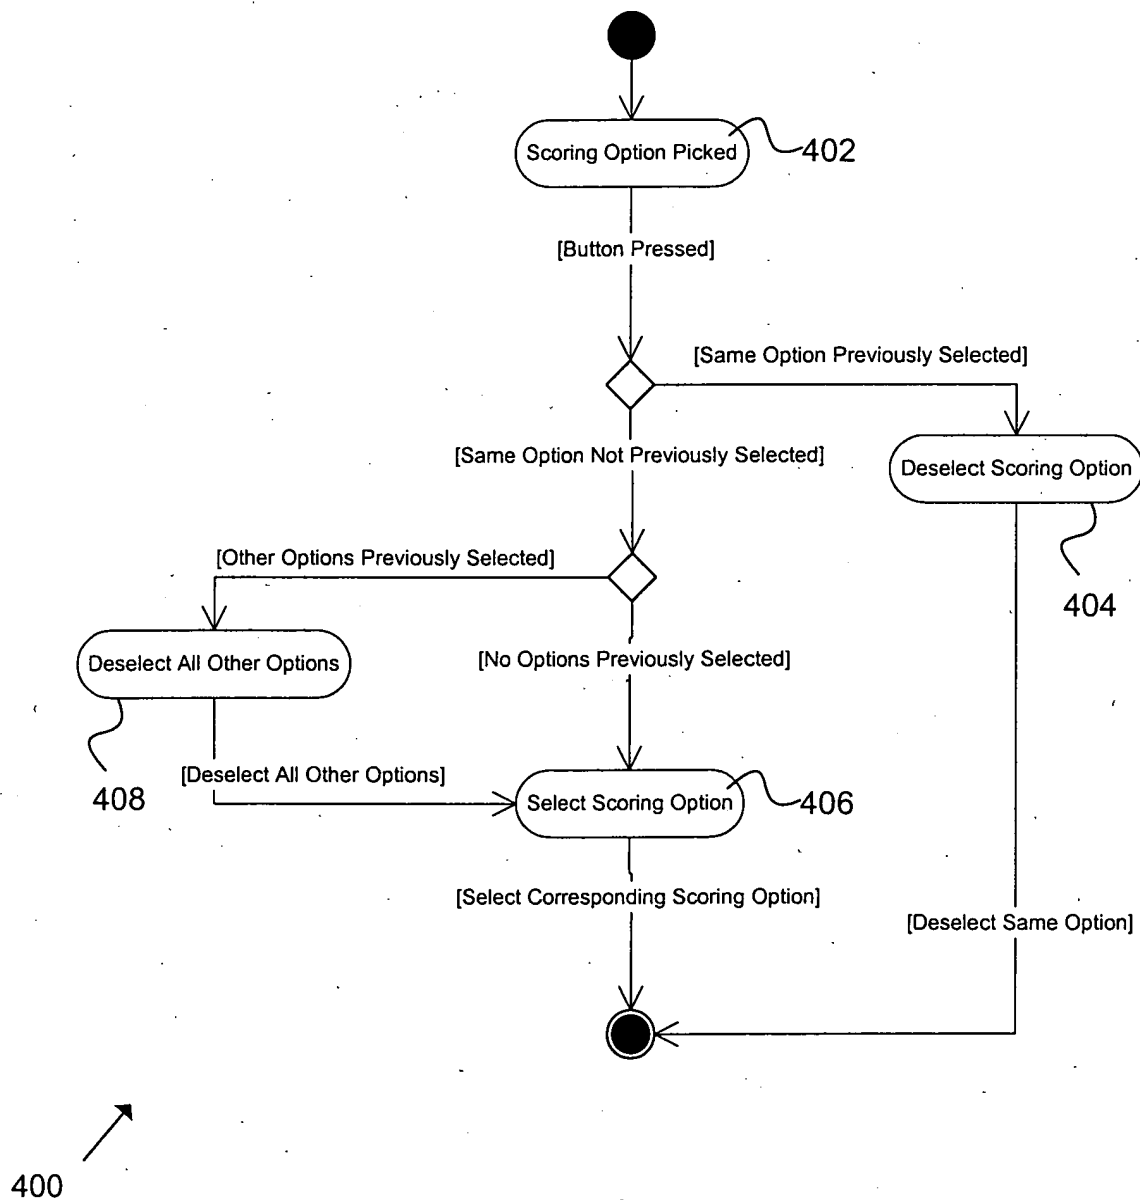 Scoring Option Picked
402
[Button Pressed]
[Same Option Previously Selected]
[Same Option Not Previously Selected]
Deselect Scoring Option
404
[Other Options Previously Selected]
Deselect All Other Options
[No Options Previously Selected]
408
[Deselect All Other Options]
Select Scoring Option
406
[Select Corresponding Scoring Option]
[Deselect Same Option]
400